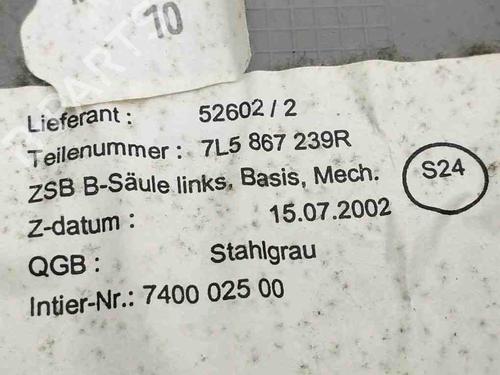 10
Lieferant : 52602 / 2
Teilenummer : 7L5 867 239R
ZSB B-Säule links, Basis, Mech.
S24
Z-datum : 15.07.2002
QGB : Stahlgrau
Intier-Nr.: 7400 025 00